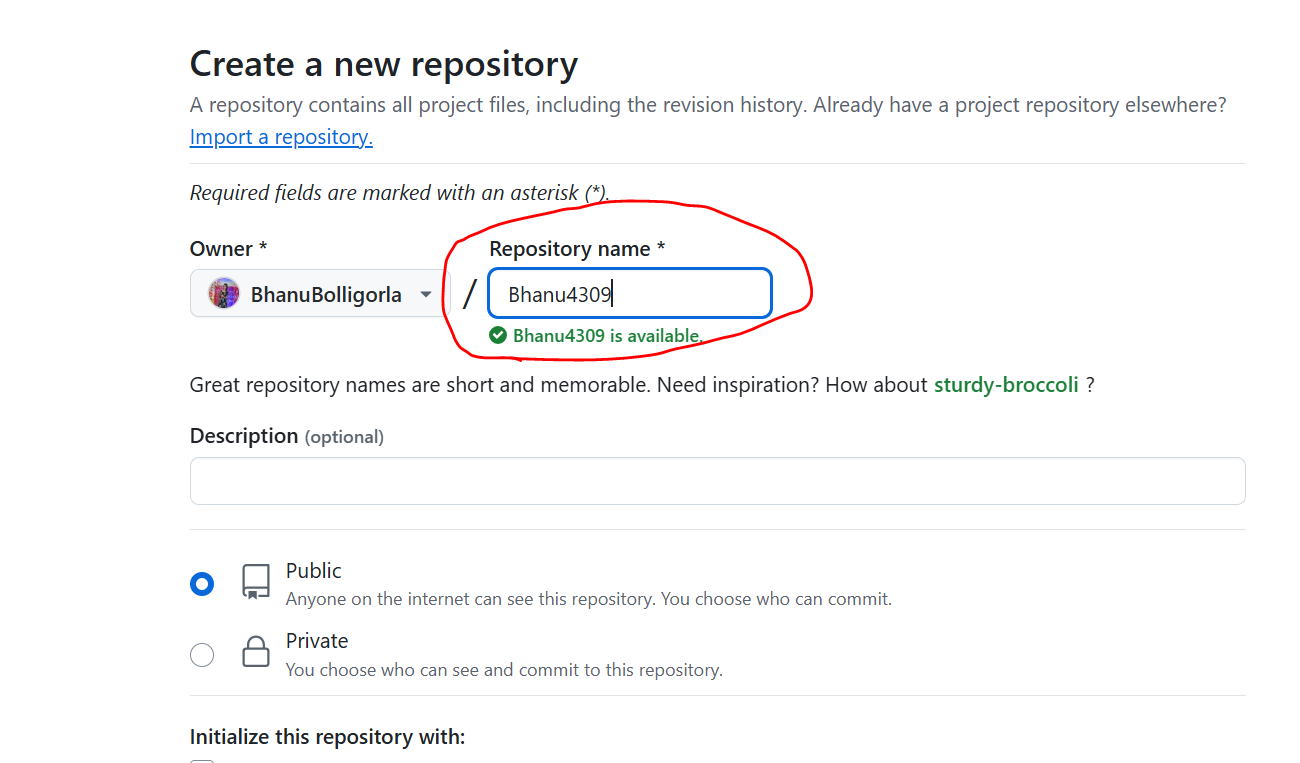 Create a new repository
A repository contains all project files, including the revision history. Already have a project repository elsewhere?
Import a repository.
Required fields are marked with an asterisk (*).
Owner *
Repository name *
BhanuBolligorla
/
Bhanu4309
Bhanu4309 is available.
Great repository names are short and memorable. Need inspiration? How about sturdy-broccoli ?
Description (optional)
Public
Anyone on the internet can see this repository. You choose who can commit.
Private
You choose who can see and commit to this repository.
Initialize this repository with: